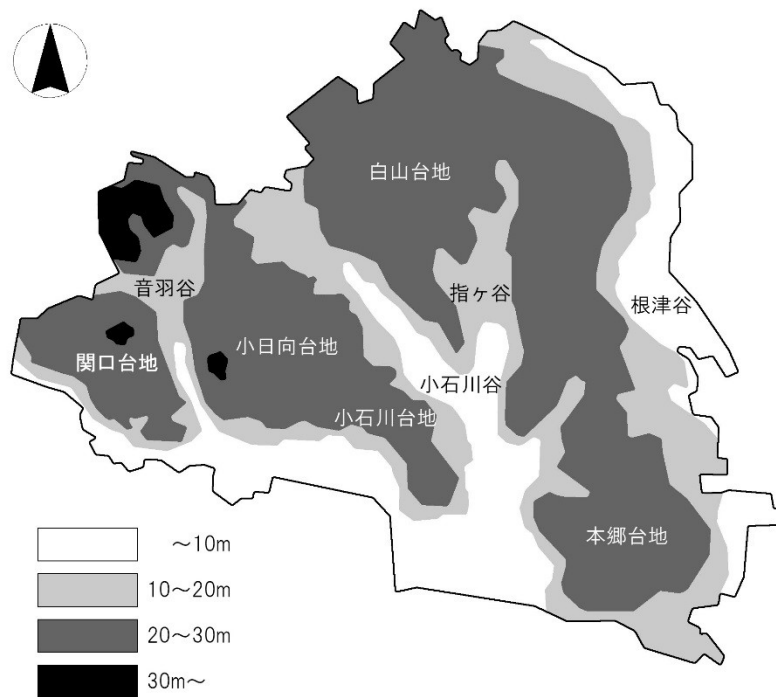 白山台地
音羽谷
指ヶ谷
根津谷
関口台地
小日向台地
小石川谷
小石川台地
本郷台地
～10m
10～20m
20～30m
30m～